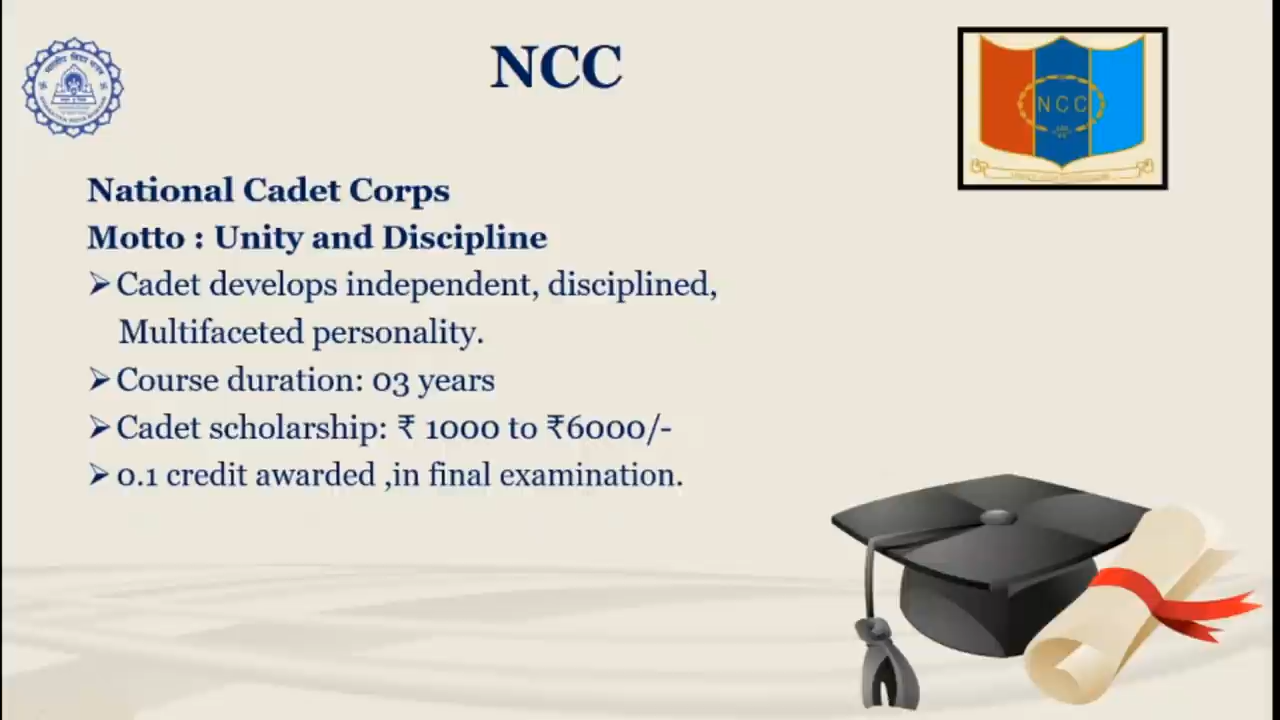 NCC
NCC
National Cadet Corps
Motto : Unity and Discipline
➢Cadet develops independent, disciplined,
Multifaceted personality.
➢Course duration: 03 years
➢Cadet scholarship: ₹ 1000 to ₹6000/-
➢0.1 credit awarded ,in final examination.